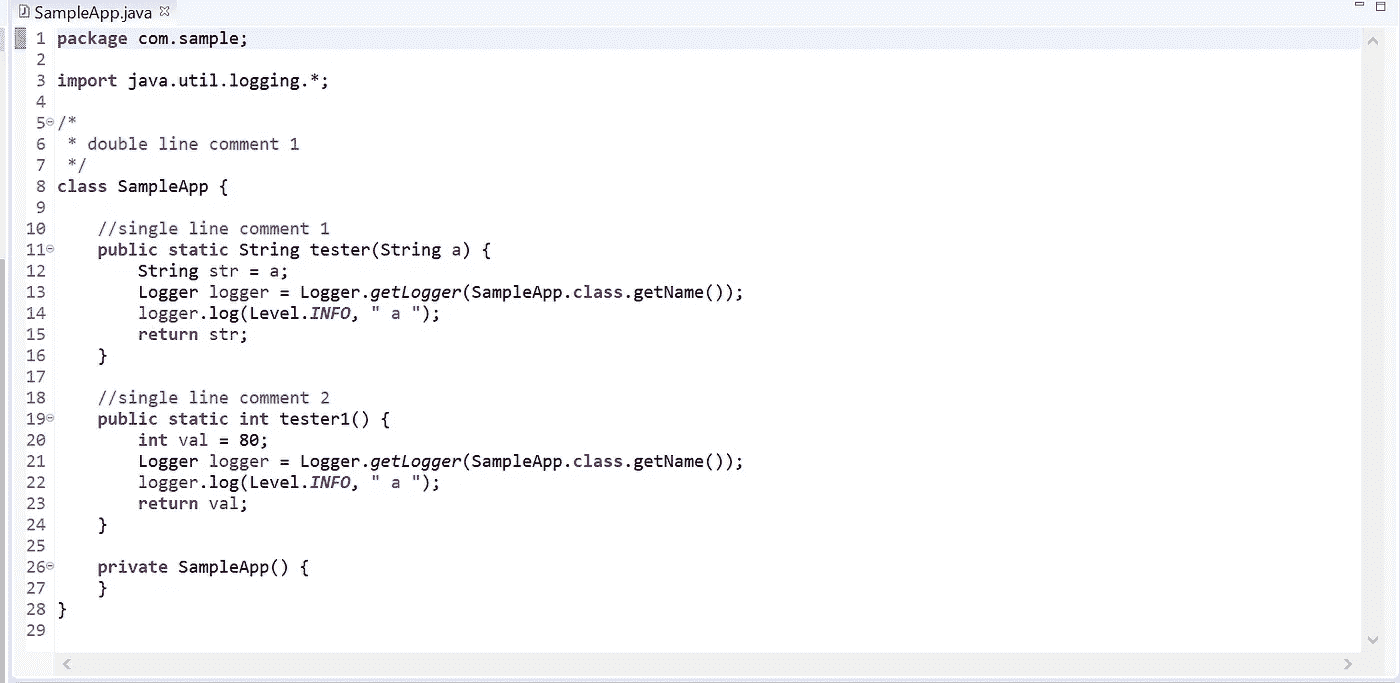 SampleApp.java
1 package com.sample;
2
3 import java.util.logging.*;
4
5 /*
6  * double line comment 1
7  */
8 class SampleApp {
9
10     //single line comment 1
11     public static String tester(String a) {
12         String str = a;
13         Logger logger = Logger.getLogger(SampleApp.class.getName());
14         logger.log(Level.INFO, " a ");
15         return str;
16     }
17
18     //single line comment 2
19     public static int tester1() {
20         int val = 80;
21         Logger logger = Logger.getLogger(SampleApp.class.getName());
22         logger.log(Level.INFO, " a ");
23         return val;
24     }
25
26     private SampleApp() {
27     }
28 }
29